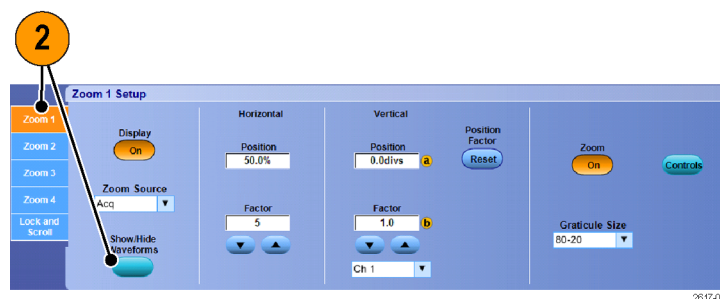 2
Zoom 1 Setup
Zoom 1
Zoom 2
Zoom 3
Zoom 4
Lock and
Scroll
Display
On
Zoom Source
Acq
Show/Hide
Waveforms
Horizontal
Position
50.0%
Factor
5
Vertical
Position
0.0divs
a
Factor
1.0
b
Ch 1
Position
Factor
Reset
Zoom
On
Graticule Size
80-20
Controls